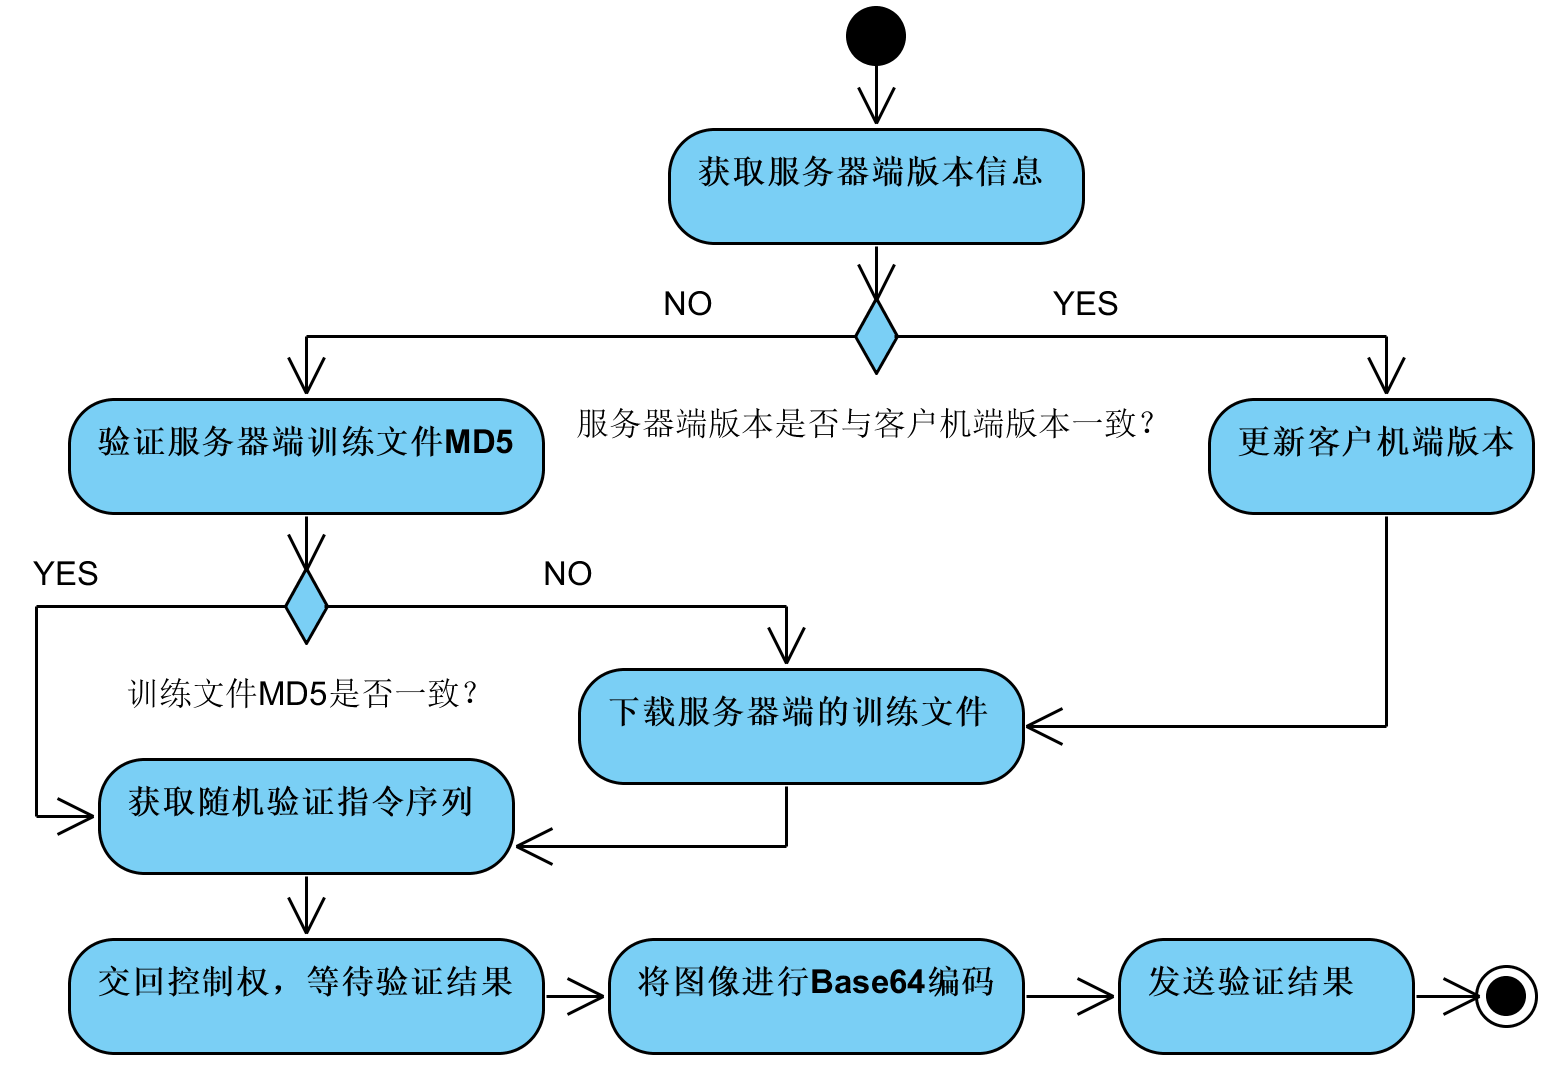 获取服务器端版本信息
NO
YES
服务器端版本是否与客户机端版本一致?
验证服务器端训练文件MD5
更新客户机端版本
YES
NO
训练文件MD5是否一致?
下载服务器端的训练文件
获取随机验证指令序列
交回控制权，等待验证结果
将图像进行Base64编码
发送验证结果